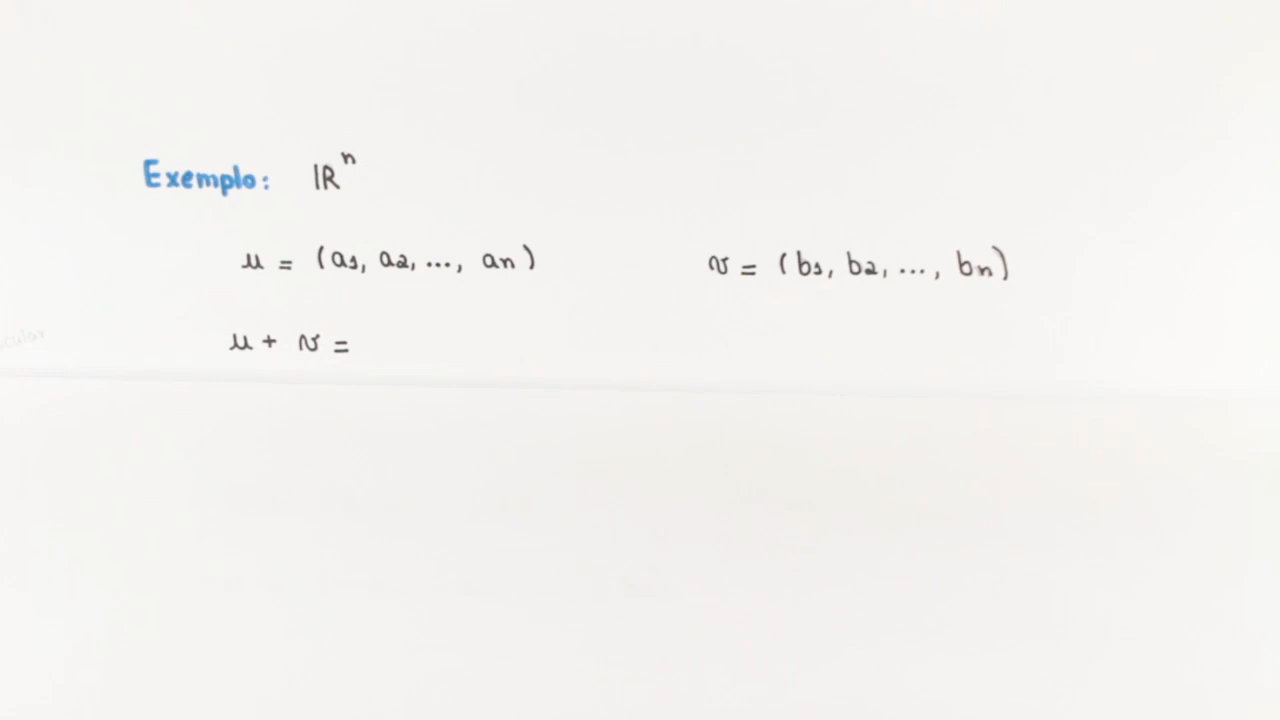 Exemplo: ℝⁿ
u = (a₁, a₂, ..., aₙ) v = (b₁, b₂, ..., bₙ)
u + v =